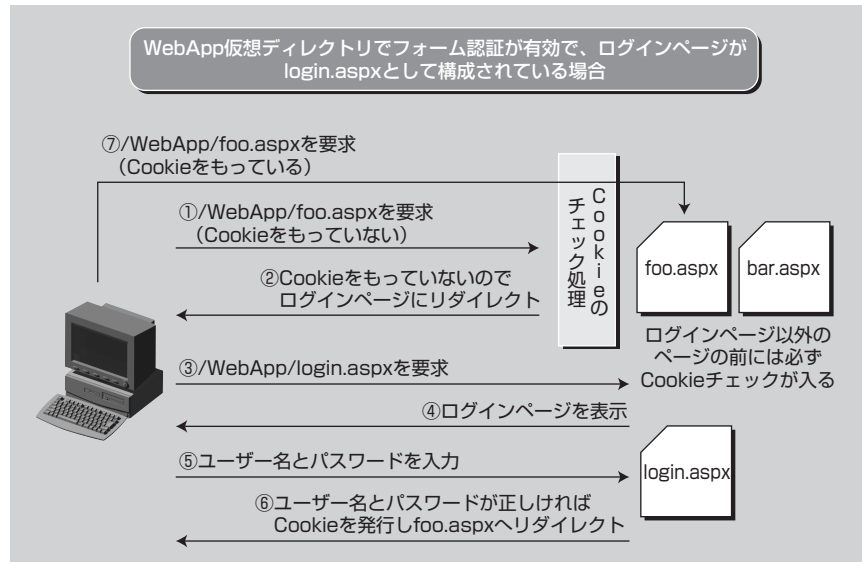 WebApp仮想ディレクトリでフォーム認証が有効で、ログインページが
login.aspxとして構成されている場合
⑦/WebApp/foo.aspxを要求
(Cookieをもっている)
①/WebApp/foo.aspxを要求
(Cookieをもっていない)
②Cookieをもっていないので
ログインページにリダイレクト
Cookieの
チェック処理
foo.aspx
bar.aspx
ログインページ以外の
ページの前には必ず
Cookieチェックが入る
③/WebApp/login.aspxを要求
④ログインページを表示
⑤ユーザー名とパスワードを入力
login.aspx
⑥ユーザー名とパスワードが正しければ
Cookieを発行しfoo.aspxへリダイレクト